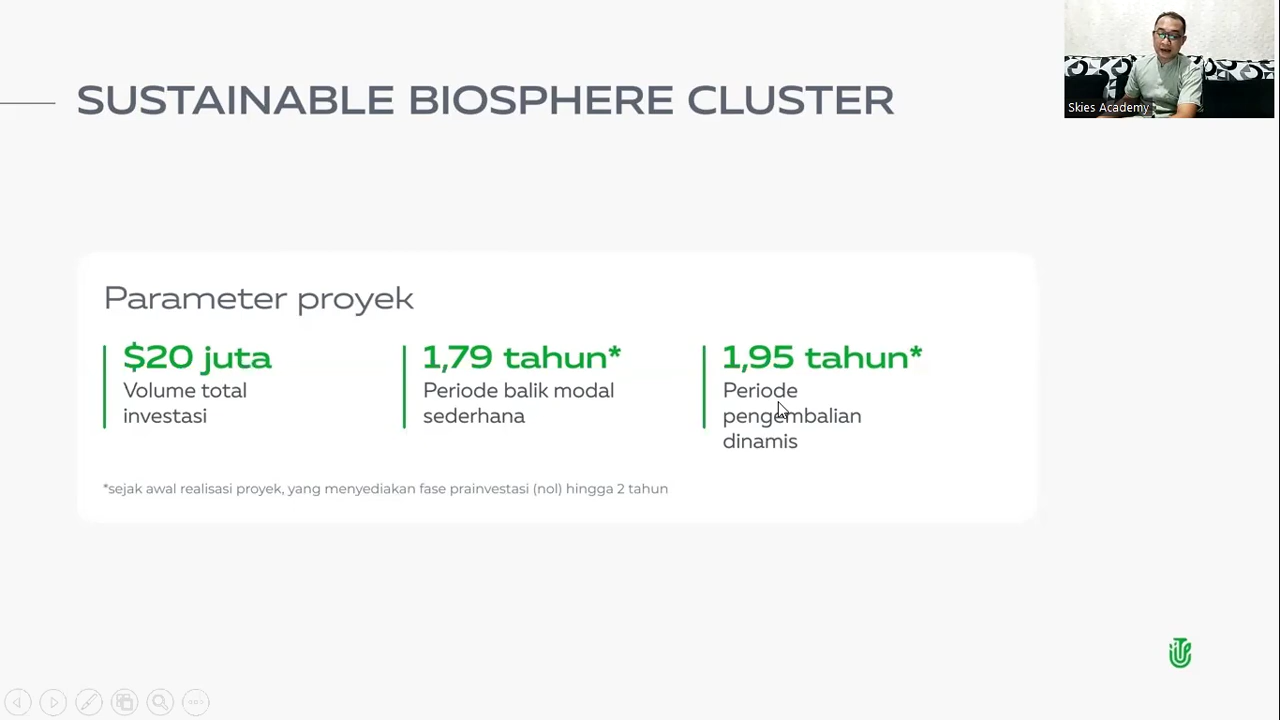 SUSTAINABLE BIOSPHERE CLUSTER
Skies Academy
Parameter proyek
$20 juta
Volume total
investasi
1,79 tahun*
Periode balik modal
sederhana
1,95 tahun*
Periode
pengembalian
dinamis
*sejak awal realisasi proyek, yang menyediakan fase prainvestasi (nol) hingga 2 tahun